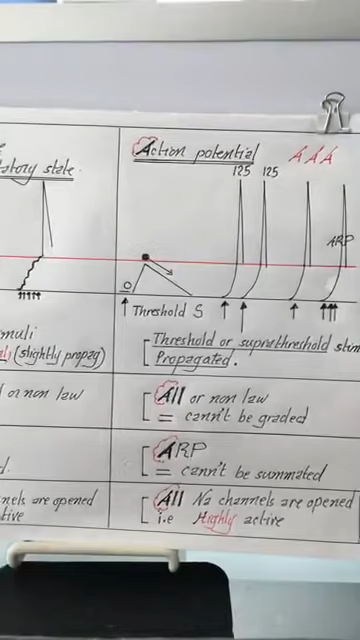 tatory state
Action potential
A A A
125 125
ARP
O
Threshold S
muli
(slightly propag)
Threshold or suprathreshold stim
Propagated.
l or non law
All or non law
= cann't be graded
ARP
= cann't be summated
d.
nels are opened
tive
All Na channels are opened
i.e Highly active